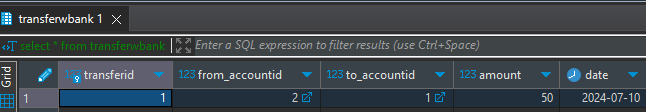 transferwbank 1
select * from transferwbank
Enter a SQL expression to filter results (use Ctrl+Space)
Grid
123 transferid 123 from_accountid 123 to_accountid 123 amount date
1 1 2 1 50 2024-07-10